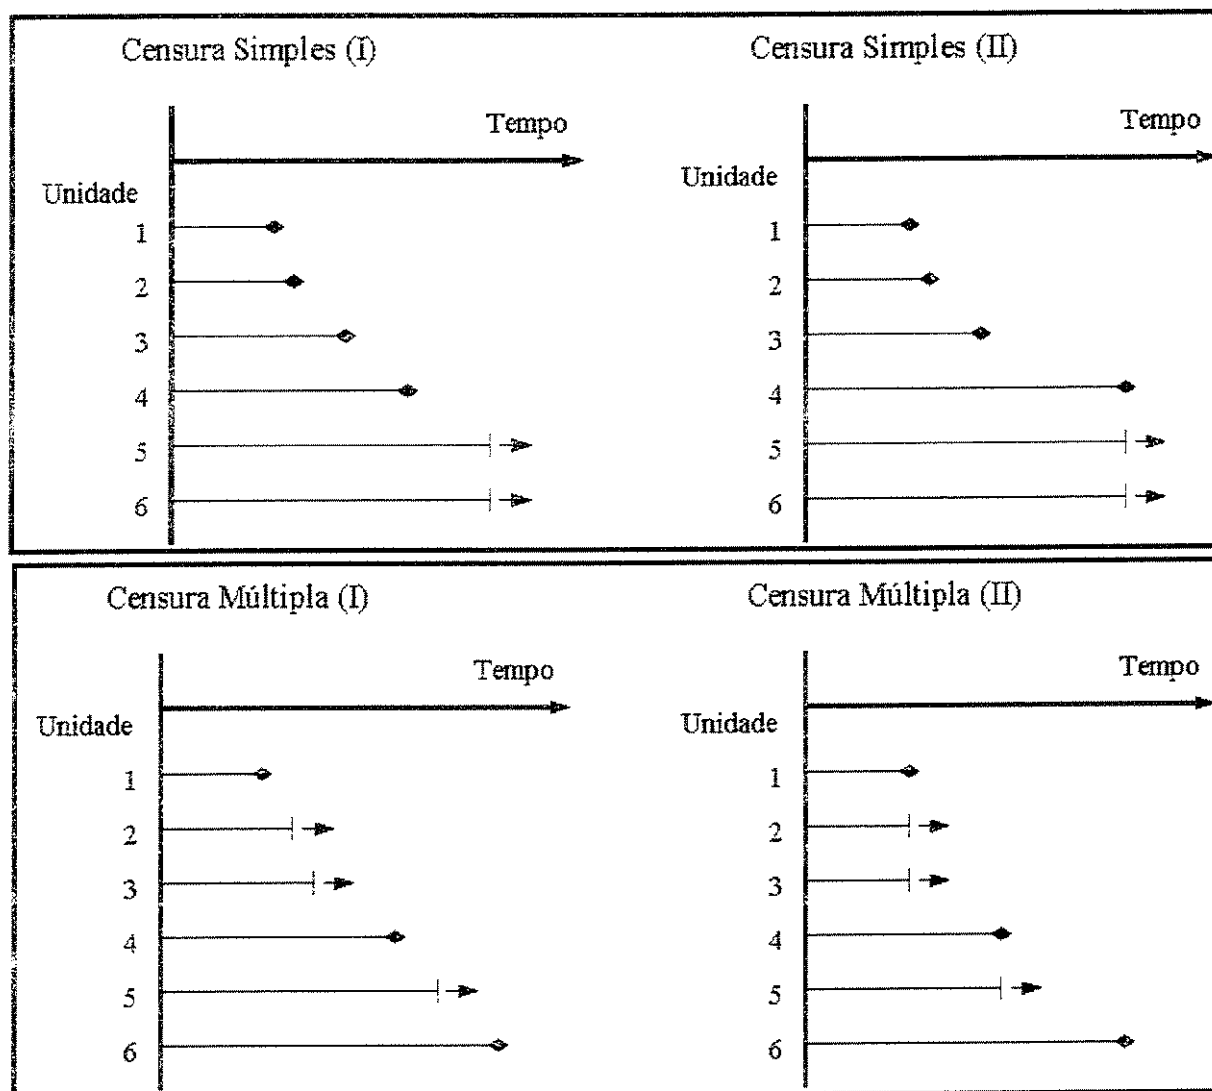 Censura Simples (I)
Tempo
Unidade
1
2
3
4
5
6
Censura Simples (II)
Tempo
Unidade
1
2
3
4
5
6
Censura Múltipla (I)
Tempo
Unidade
1
2
3
4
5
6
Censura Múltipla (II)
Tempo
Unidade
1
2
3
4
5
6